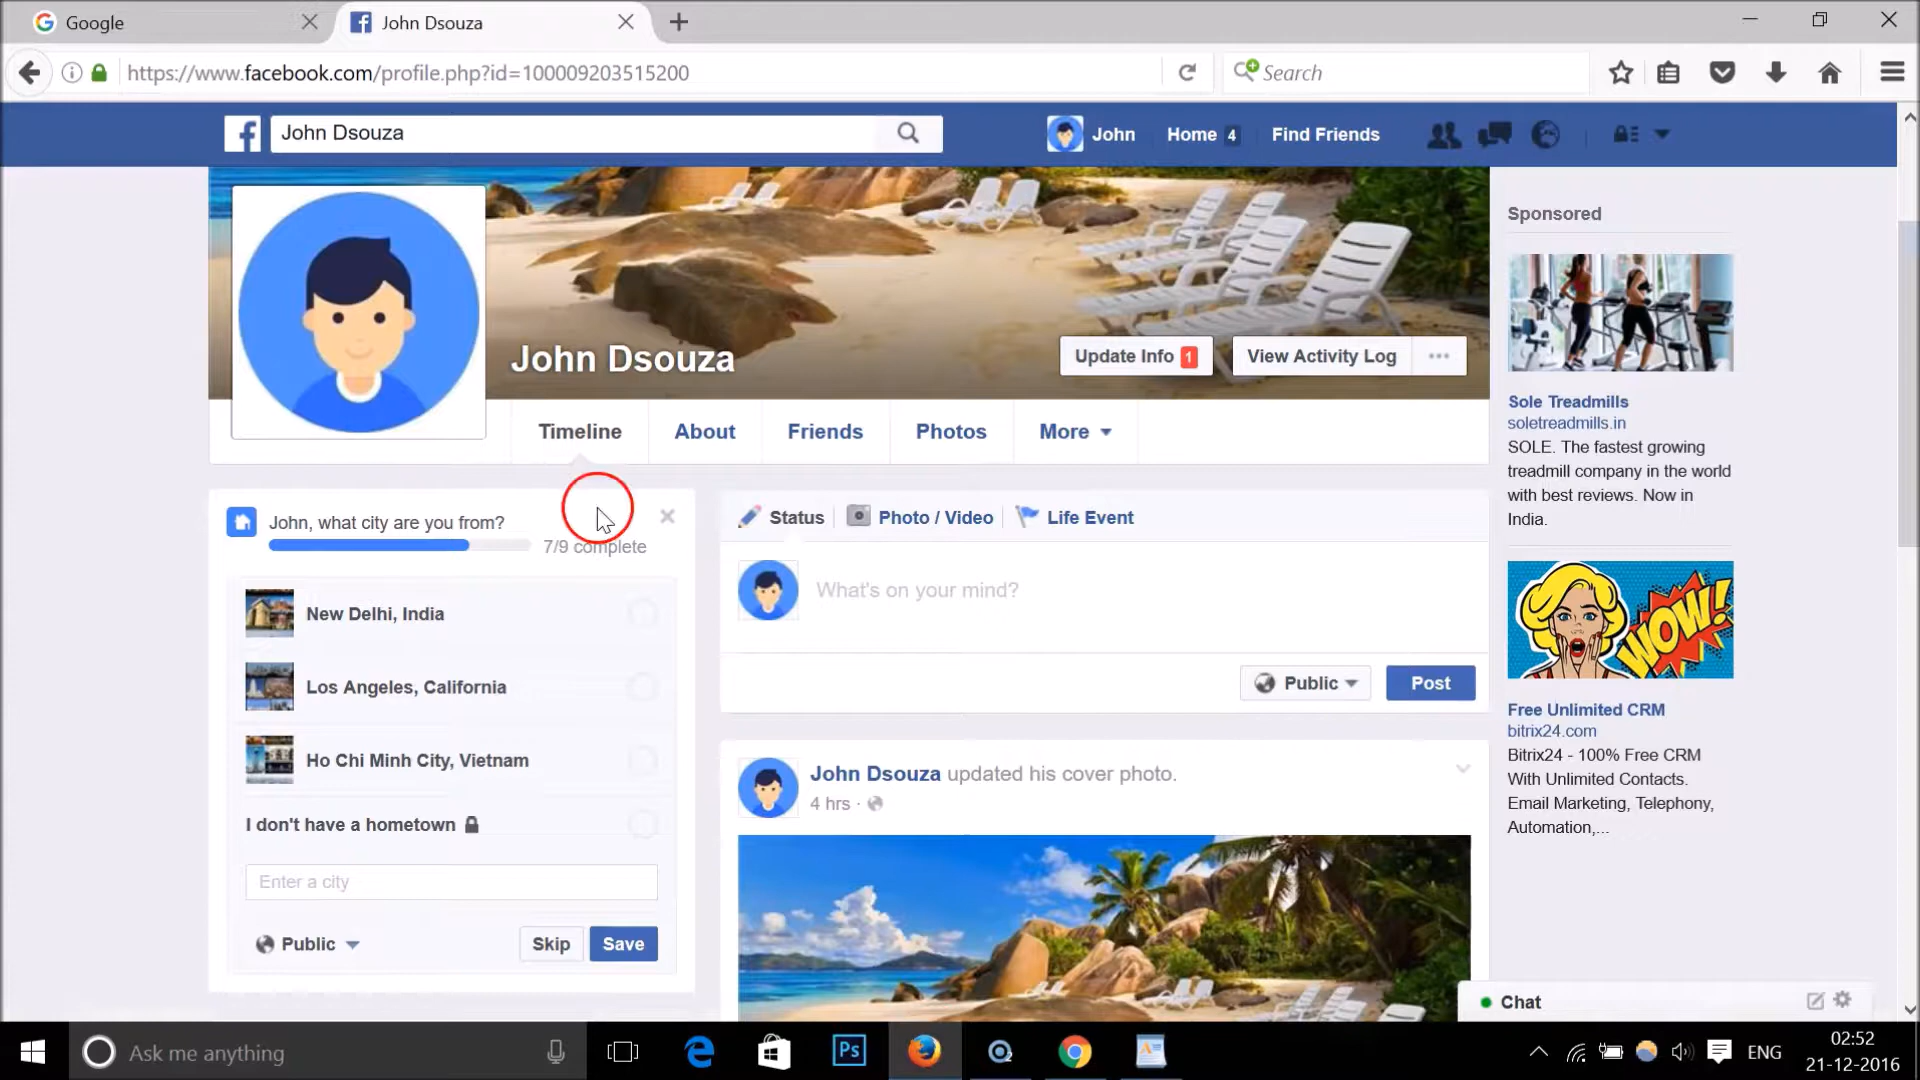 Google
John Dsouza
https://www.facebook.com/profile.php?id=100009203515200
Search
John Dsouza
John
Home 4
Find Friends
John Dsouza
Update Info 1
View Activity Log
Timeline
About
Friends
Photos
More
Sponsored
Sole Treadmills
soletreadmills.in
SOLE. The fastest growing
treadmill company in the world
with best reviews. Now in
India.
WOW!
Free Unlimited CRM
bitrix24.com
Bitrix24 - 100% Free CRM
With Unlimited Contacts.
Email Marketing, Telephony,
Automation,...
John, what city are you from?
7/9 complete
New Delhi, India
Los Angeles, California
Ho Chi Minh City, Vietnam
I don't have a hometown
Enter a city
Public
Skip
Save
Status
Photo / Video
Life Event
What's on your mind?
Public
Post
John Dsouza updated his cover photo.
4 hrs ·
Chat
Ask me anything
Ps
ENG
02:52
21-12-2016